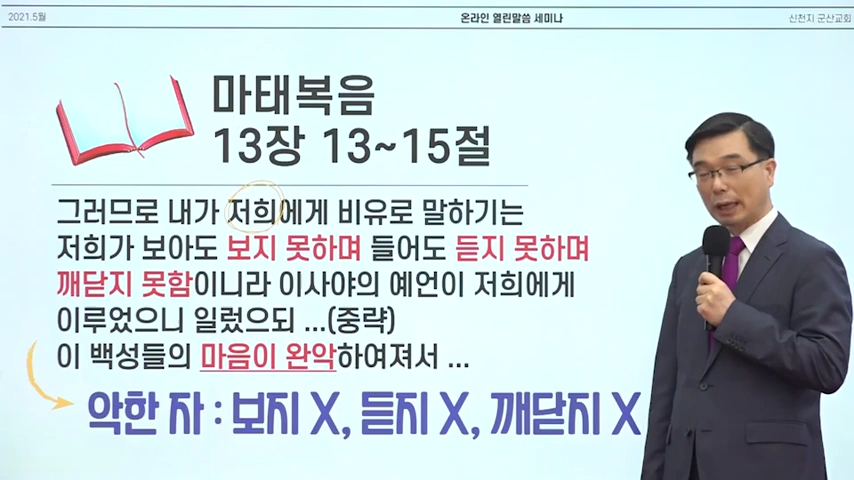 2021.5월
온라인 열린말씀 세미나
신천지 군산교회
마태복음
13장 13~15절
그러므로 내가 저희에게 비유로 말하기는
저희가 보아도 보지 못하며 들어도 듣지 못하며
깨닫지 못함이니라 이사야의 예언이 저희에게
이루었으니 일렀으되 ...(중략)
이 백성들의 마음이 완악하여져서 ...
악한 자 : 보지 X, 듣지 X, 깨닫지 X